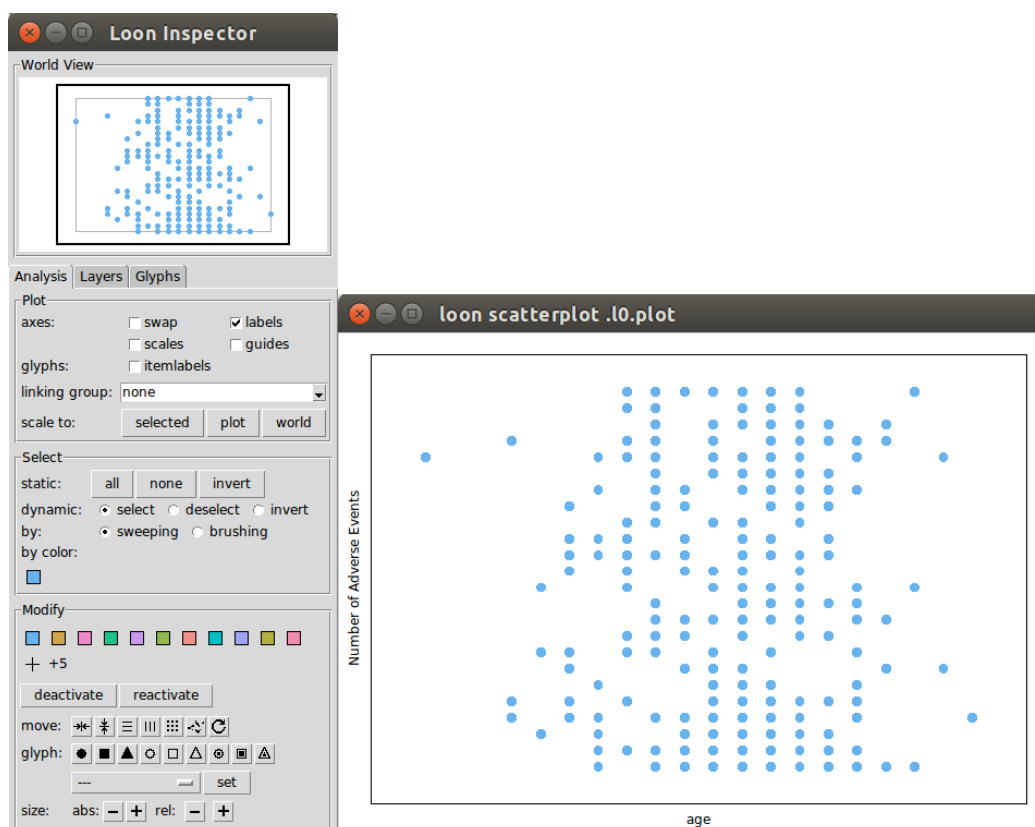 Loon Inspector
World View
Analysis Layers Glyphs
Plot
axes: swap labels
scales guides
glyphs: itemlabels
linking group: none
scale to: selected plot world
Select
static: all none invert
dynamic: select deselect invert
by: sweeping brushing
by color:
Modify
+5
deactivate reactivate
move:
glyph:
--- set
size: abs: - + rel: - +
loon scatterplot .l0.plot
Number of Adverse Events
age